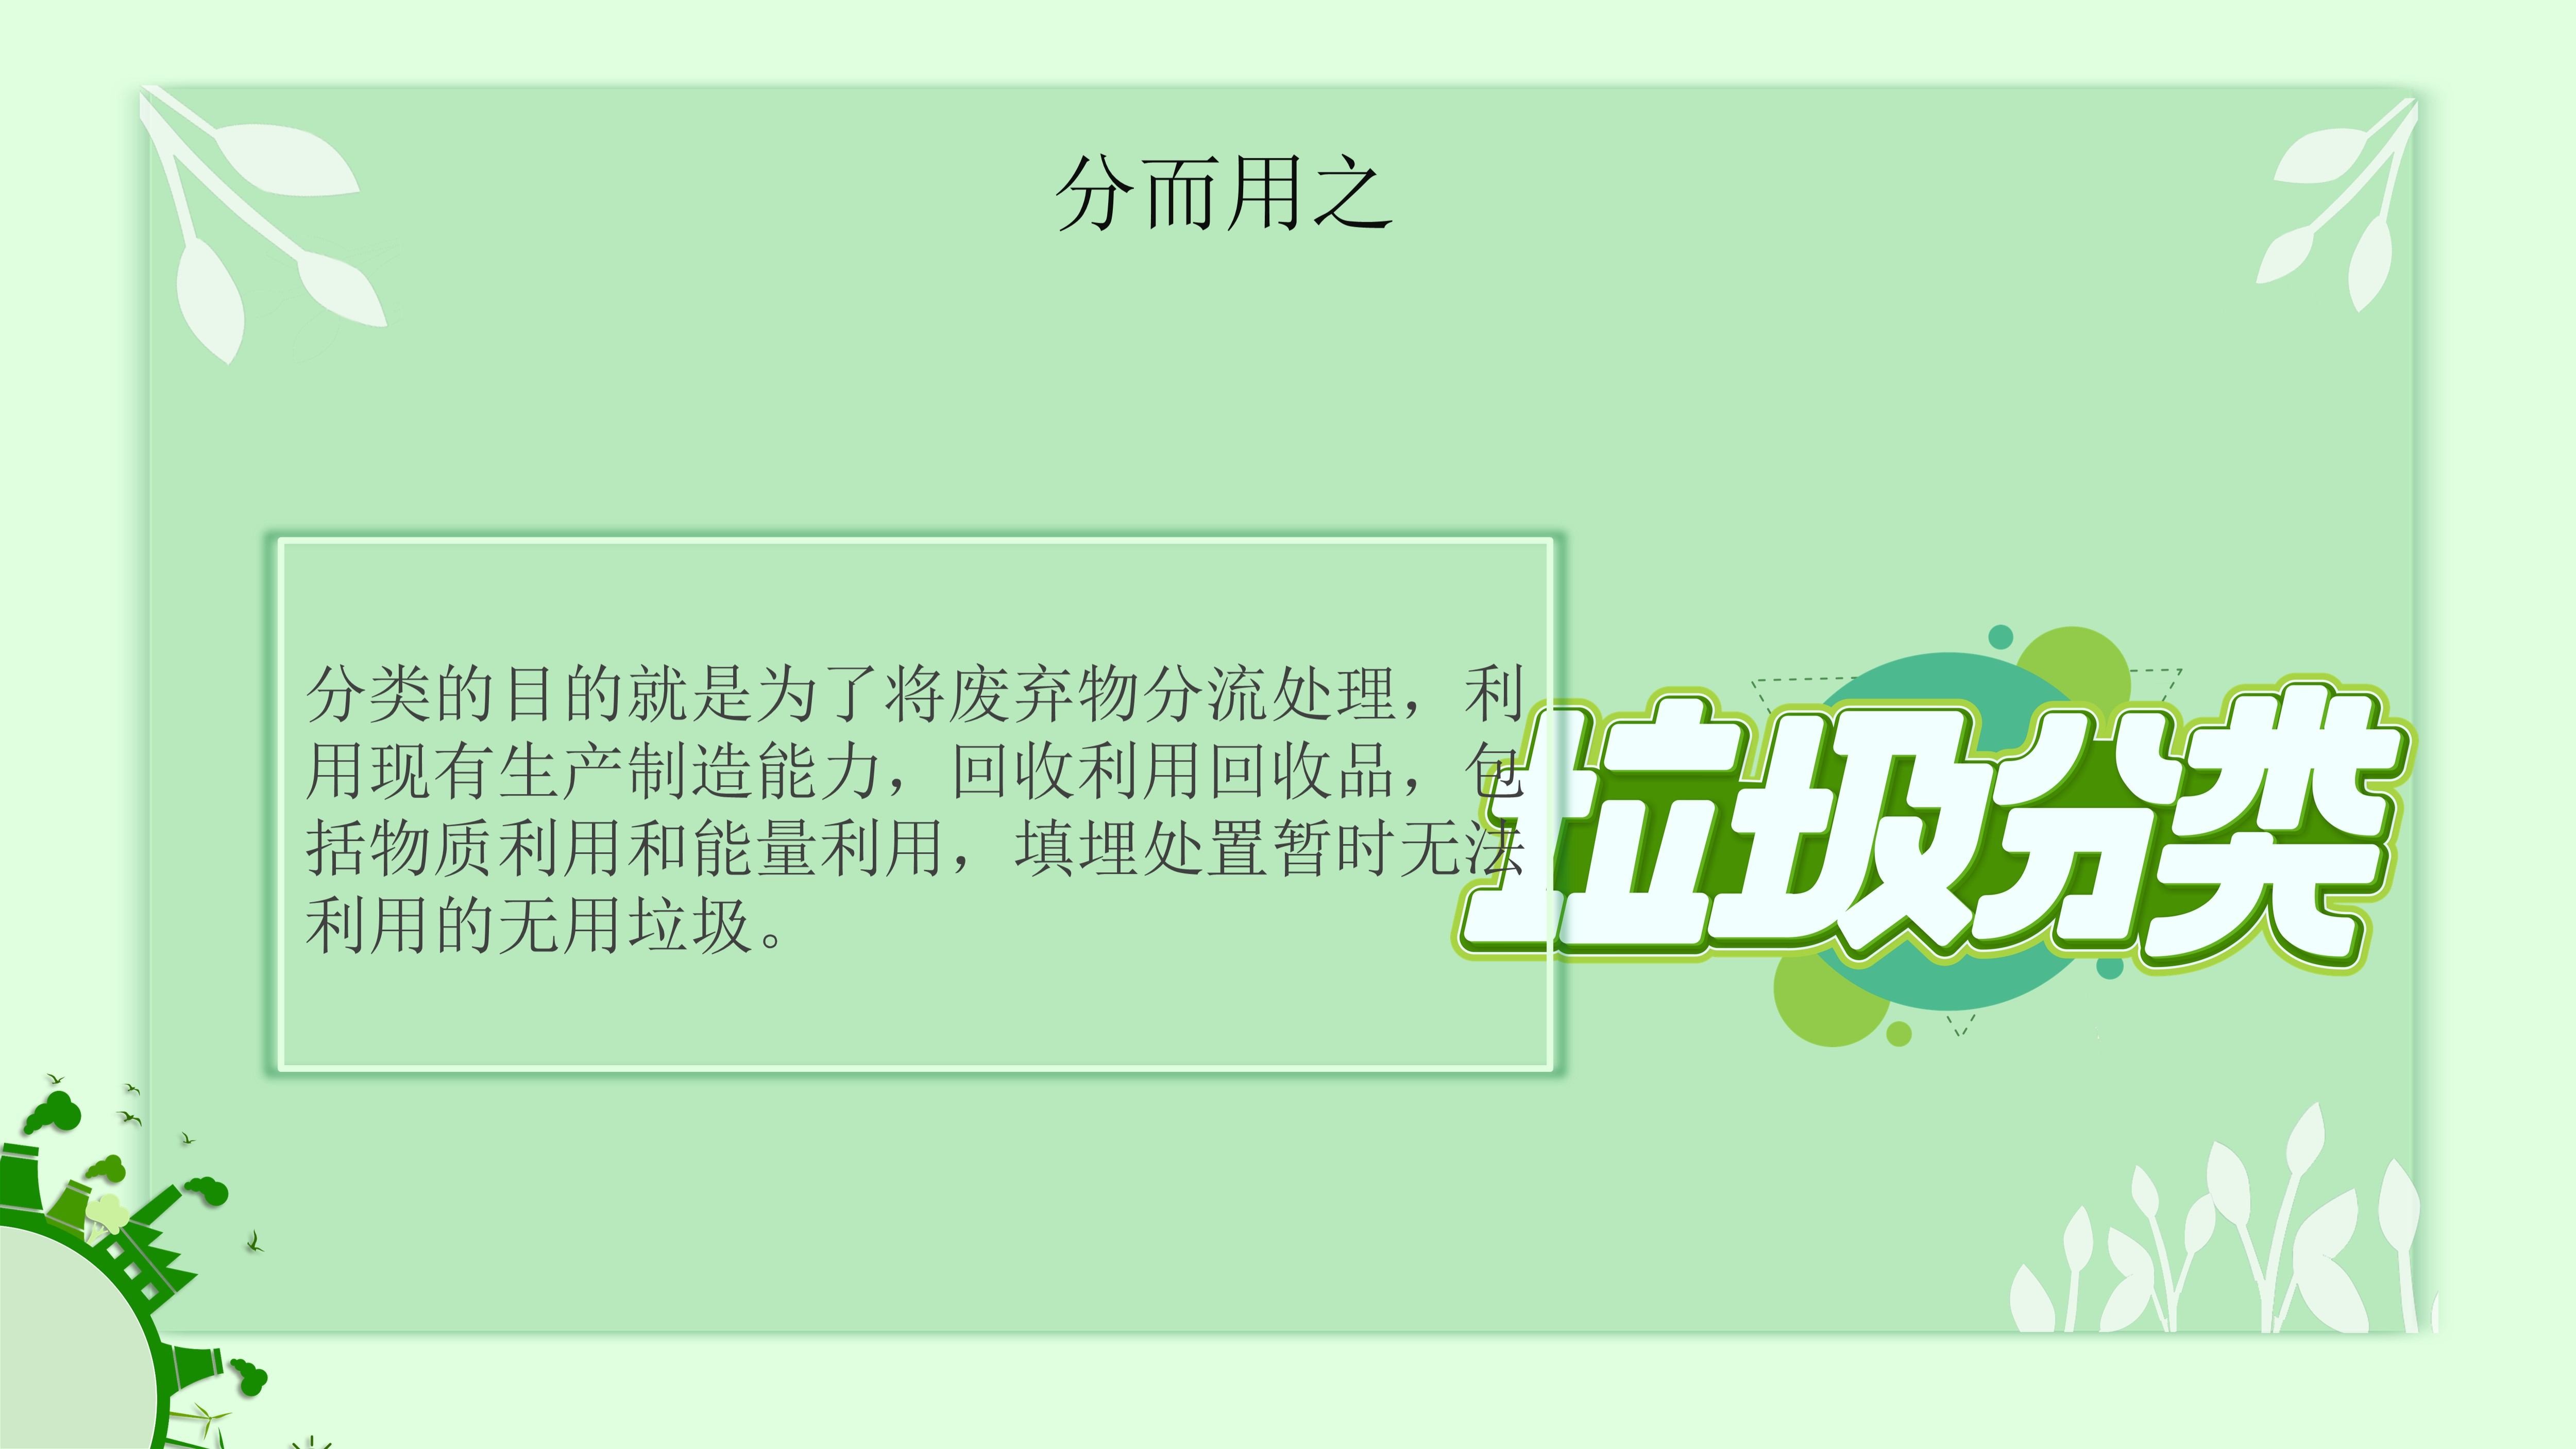 分而用之
分类的目的就是为了将废弃物分流处理，利
用现有生产制造能力，回收利用回收品，包
括物质利用和能量利用，填埋处置暂时无法
利用的无用垃圾。
垃圾分类